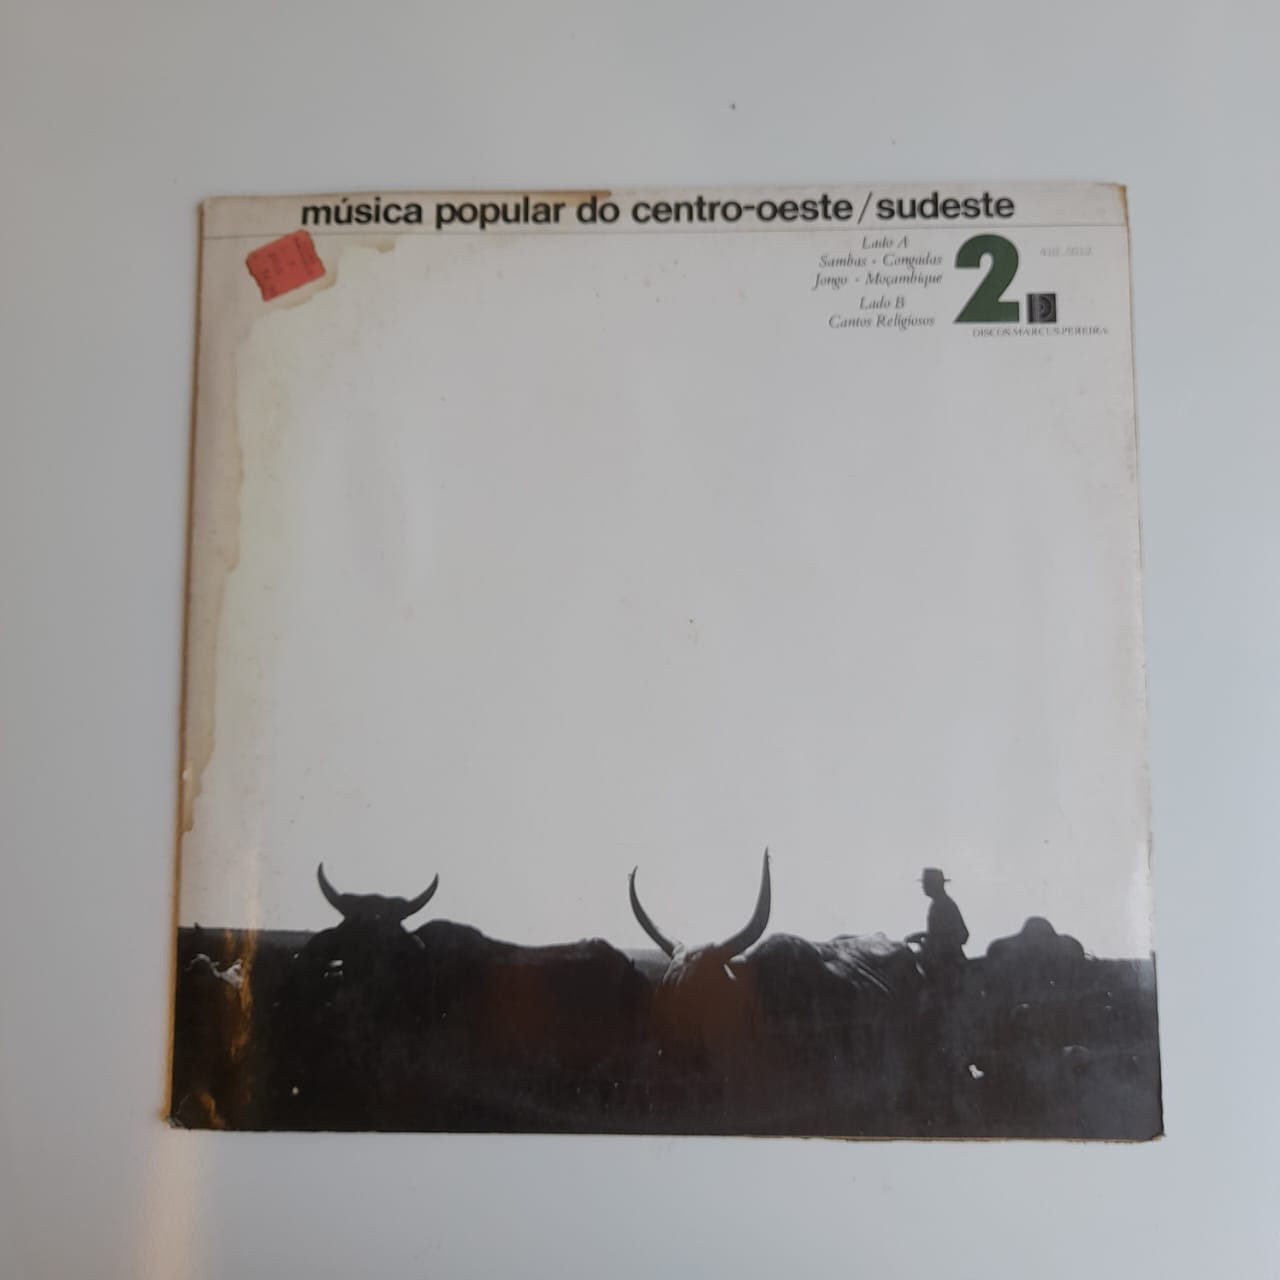 música popular do centro-oeste/sudeste
Lado A
Sambas - Congadas
Jongo - Moçambique
Lado B
Cantos Religiosos
2
DISCOS MARCUS PEREIRA